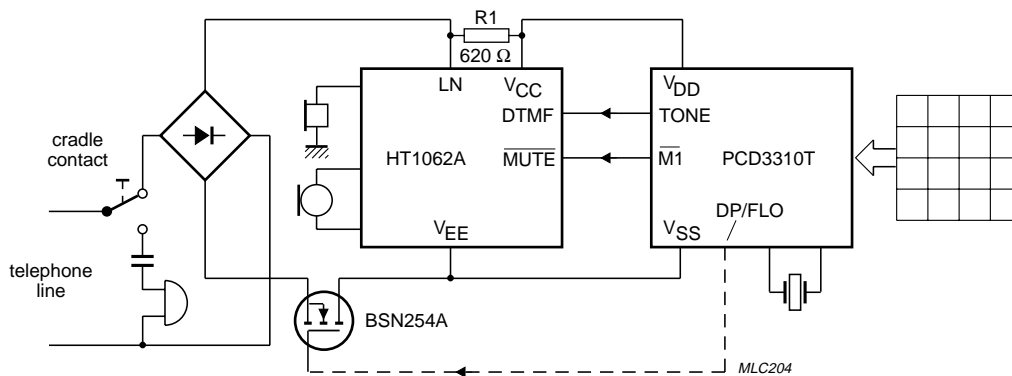 R1
620 Ω
LN
VCC
DTMF
HT1062A
MUTE
VEE
VDD
TONE
M1
PCD3310T
DP/FLO
VSS
cradle
contact
telephone
line
BSN254A
MLC204